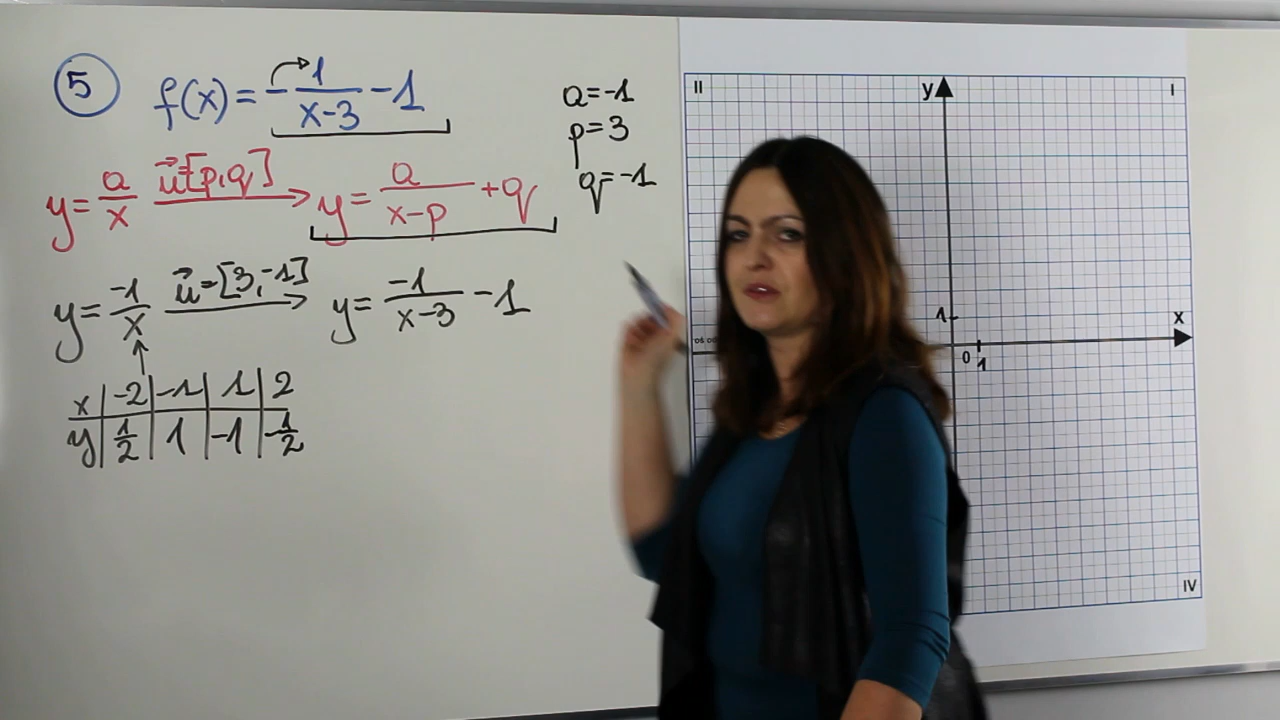 5 f(x) = -1/(x-3) - 1
a=-1
p=3
q=-1
y = a/x u⃗=[p,q] → y = a/(x-p) + q
y = -1/x u⃗=[3,-1] → y = -1/(x-3) - 1
x | -2 | -1 | 1 | 2
y | 1/2 | 1 | -1 | -1/2
II y I
1 x
0 1
IV